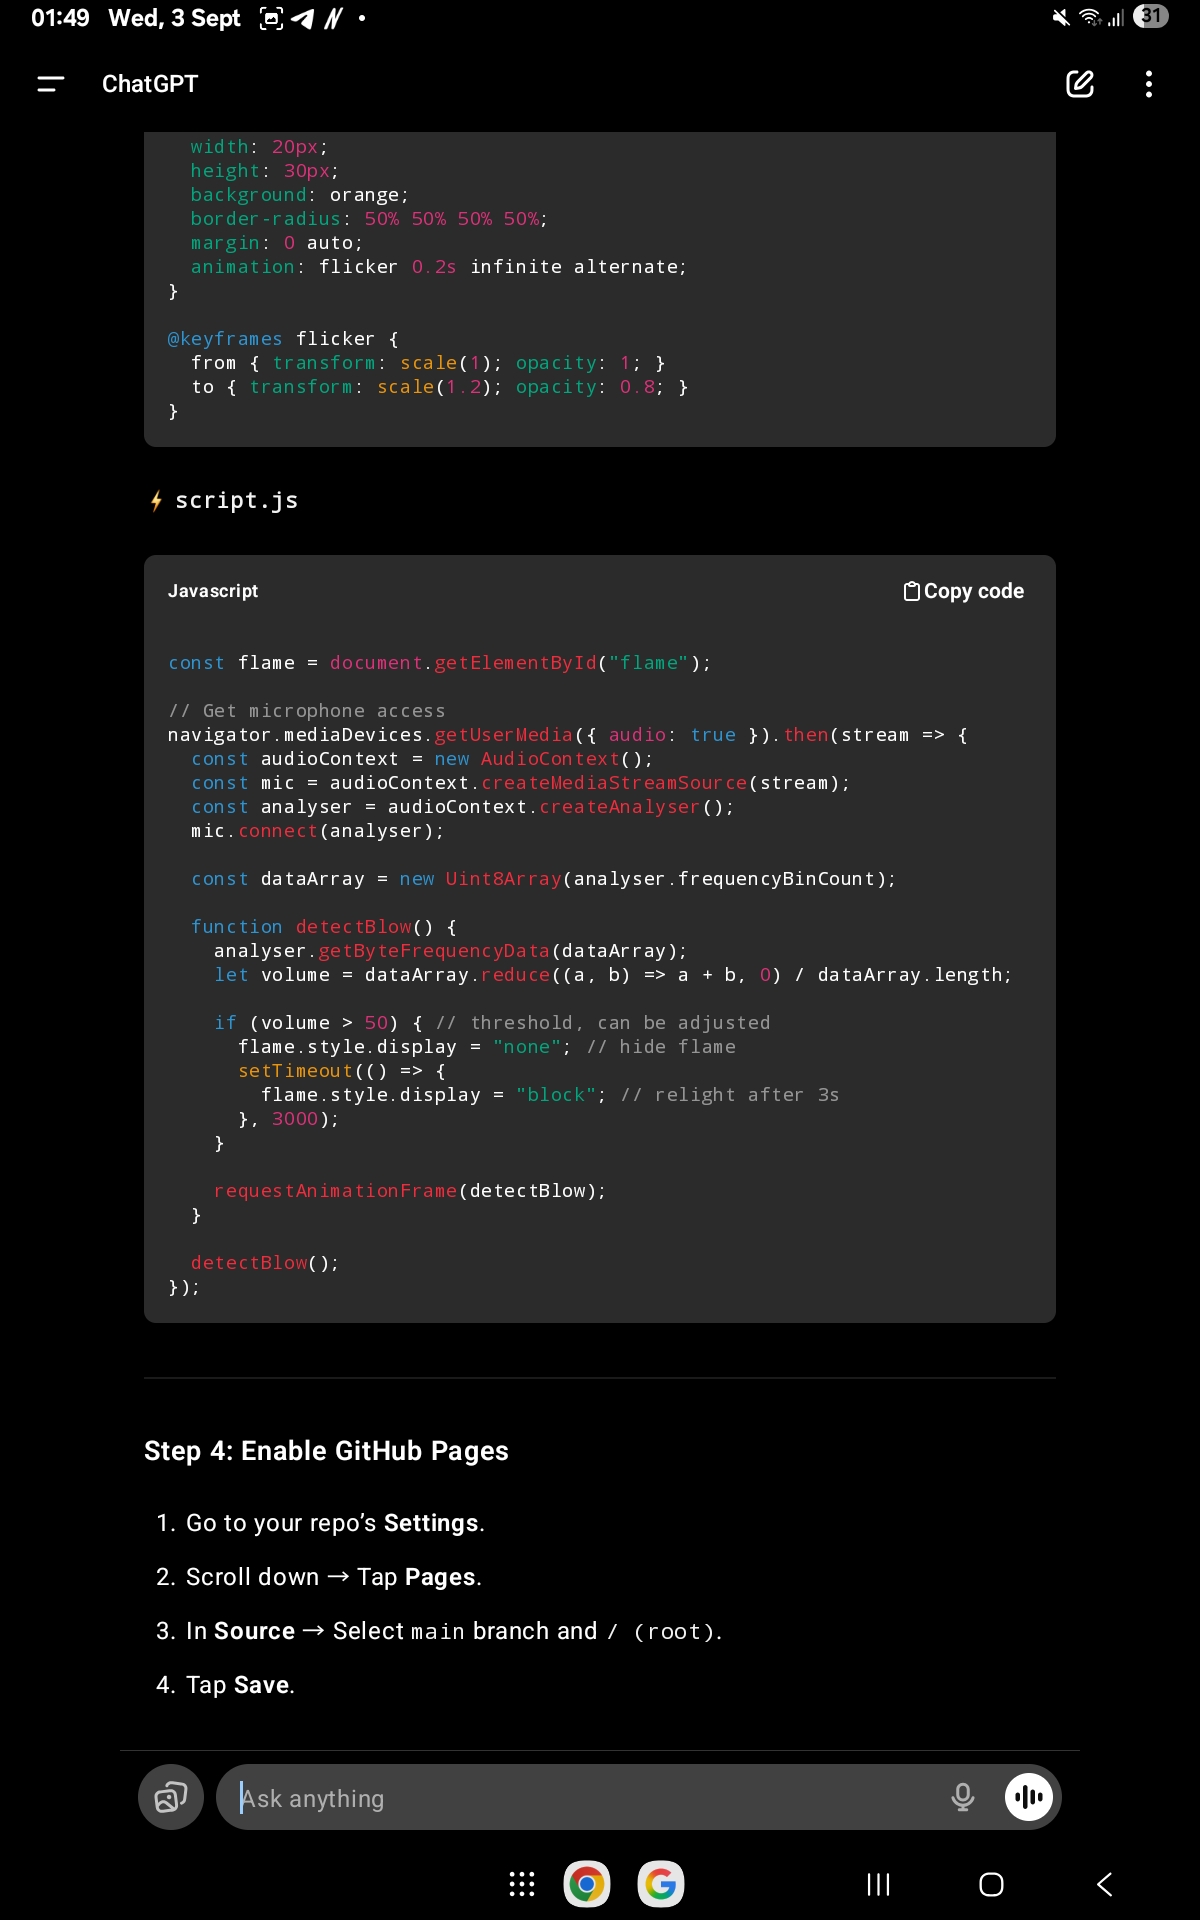 01:49 Wed, 3 Sept
31
ChatGPT
width: 20px;
height: 30px;
background: orange;
border-radius: 50% 50% 50% 50%;
margin: 0 auto;
animation: flicker 0.2s infinite alternate;
}
@keyframes flicker {
from { transform: scale(1); opacity: 1; }
to { transform: scale(1.2); opacity: 0.8; }
}
⚡ script.js
Javascript
Copy code
const flame = document.getElementById("flame");
// Get microphone access
navigator.mediaDevices.getUserMedia({ audio: true }).then(stream => {
const audioContext = new AudioContext();
const mic = audioContext.createMediaStreamSource(stream);
const analyser = audioContext.createAnalyser();
mic.connect(analyser);
const dataArray = new Uint8Array(analyser.frequencyBinCount);
function detectBlow() {
analyser.getByteFrequencyData(dataArray);
let volume = dataArray.reduce((a, b) => a + b, 0) / dataArray.length;
if (volume > 50) { // threshold, can be adjusted
flame.style.display = "none"; // hide flame
setTimeout(() => {
flame.style.display = "block"; // relight after 3s
}, 3000);
}
requestAnimationFrame(detectBlow);
}
detectBlow();
});
Step 4: Enable GitHub Pages
1. Go to your repo’s Settings.
2. Scroll down → Tap Pages.
3. In Source → Select main branch and / (root).
4. Tap Save.
Ask anything